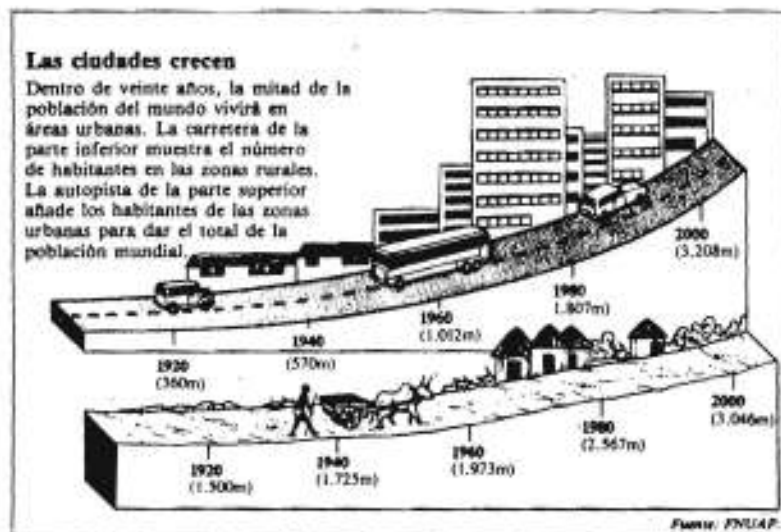 Las ciudades crecen
Dentro de veinte años, la mitad de la
población del mundo vivirá en
áreas urbanas. La carretera de la
parte inferior muestra el número
de habitantes en las zonas rurales.
La autopista de la parte superior
añade los habitantes de las zonas
urbanas para dar el total de la
población mundial.
2000
(3.208m)
1980
1.807m)
1960
(1.012m)
1940
(570m)
1920
(360m)
2000
(3.046m)
1980
(2.567m)
1960
(1.973m)
1940
(1.725m)
1920
(1.500m)
Fuente: FNUAP